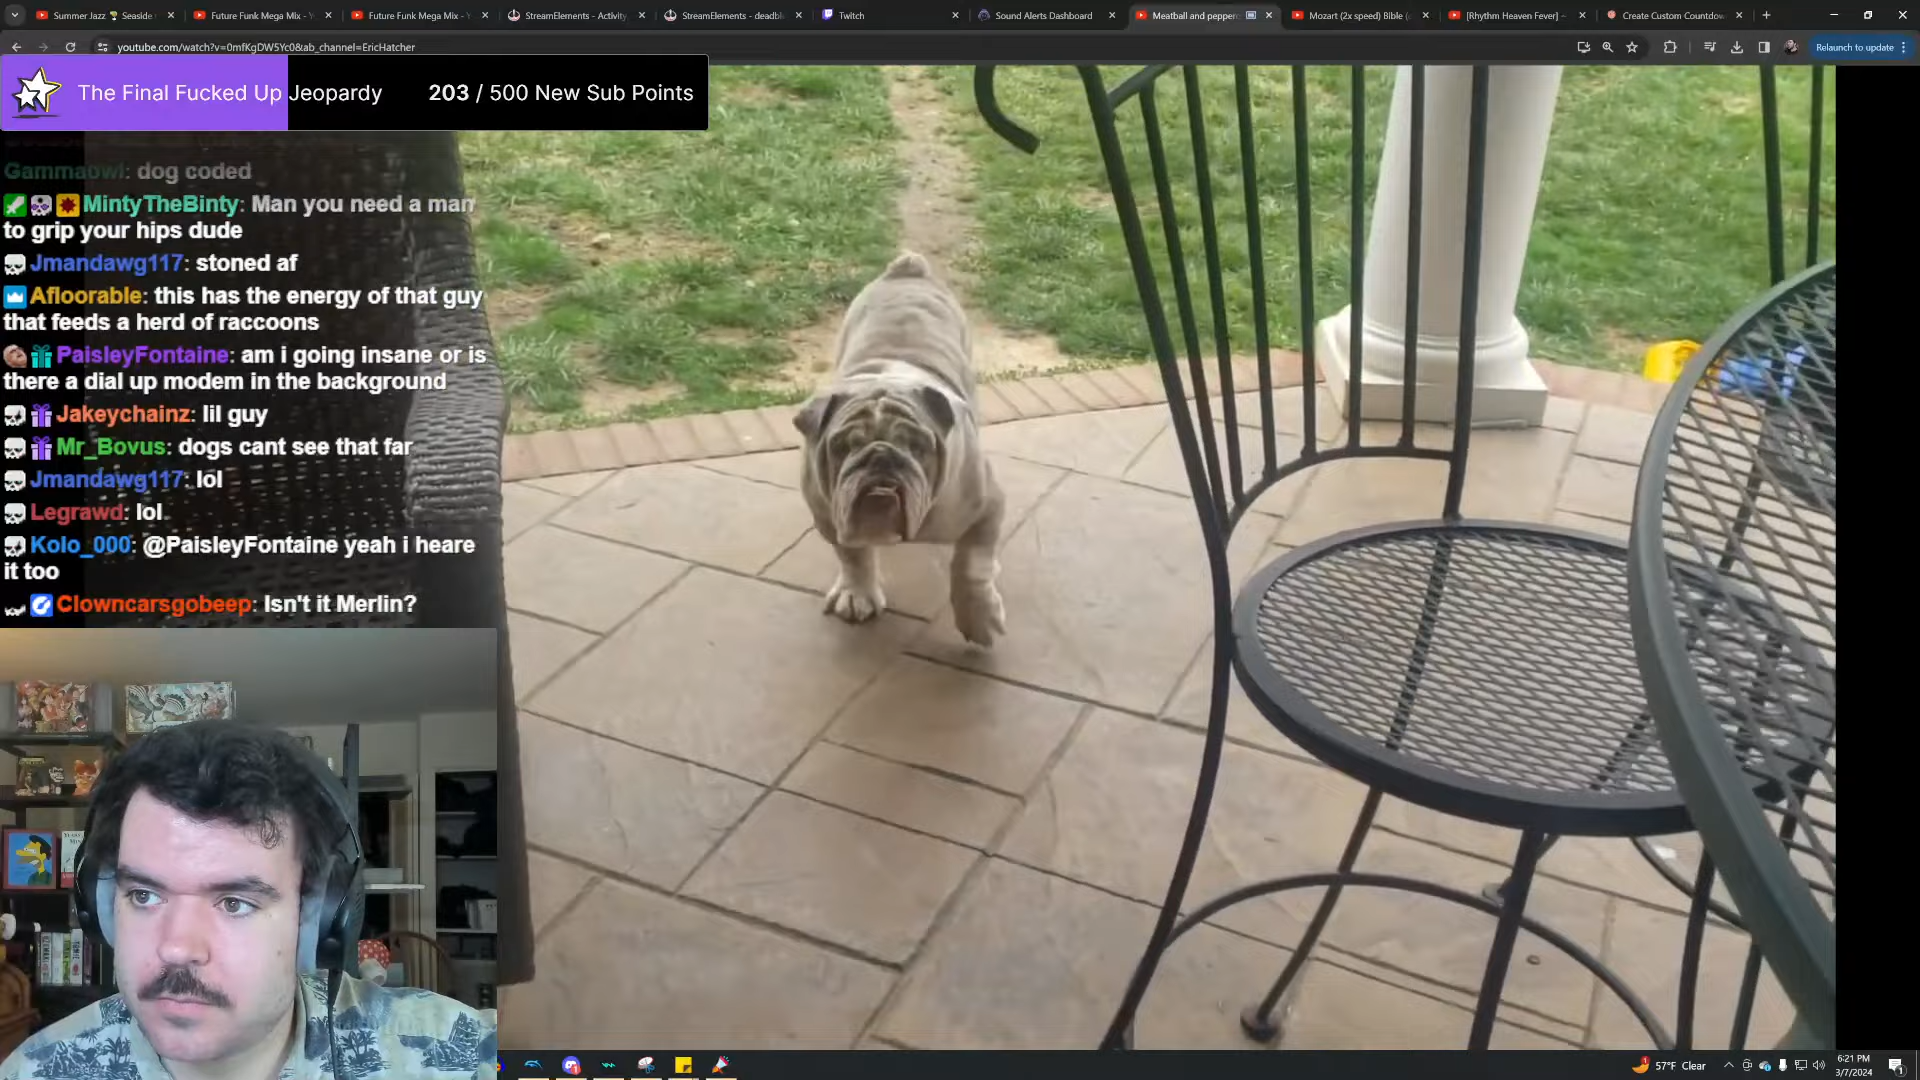 Summer Jazz 🍹 Seaside
Future Funk Mega Mix - Y
Future Funk Mega Mix - Y
StreamElements - Activity
StreamElements - deadbl
Twitch
Sound Alerts Dashboard
Meatball and pepper
Mozart (2x speed) Bible (
[Rhythm Heaven Fever] -
Create Custom Countdow
youtube.com/watch?v=0mfKgDW5Yc0&ab_channel=EricHatcher
Relaunch to update
The Final Fucked Up Jeopardy 203 / 500 New Sub Points
Gammaowl: dog coded
MintyTheBinty: Man you need a man
to grip your hips dude
Jmandawg117: stoned af
Afloorable: this has the energy of that guy
that feeds a herd of raccoons
PaisleyFontaine: am i going insane or is
there a dial up modem in the background
Jakeychainz: lil guy
Mr_Bovus: dogs cant see that far
Jmandawg117: lol
Legrawd: lol
Kolo_000: @PaisleyFontaine yeah i heare
it too
Clowncarsgobeep: Isn't it Merlin?
57°F Clear
6:21 PM
3/7/2024